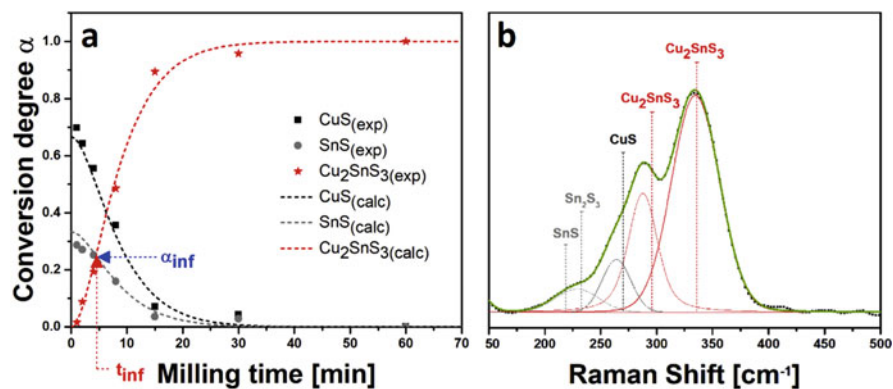 a
Conversion degree α
1.0
0.8
0.6
0.4
0.2
0.0
CuS(exp)
SnS(exp)
Cu₂SnS₃(exp)
CuS(calc)
SnS(calc)
Cu₂SnS₃(calc)
αinf
0 10 20 30 40 50 60 70
tinf
Milling time [min]
b
Cu₂SnS₃
Cu₂SnS₃
CuS
Sn₂S₃
SnS
50 200 250 300 350 400 450 500
Raman Shift [cm⁻¹]